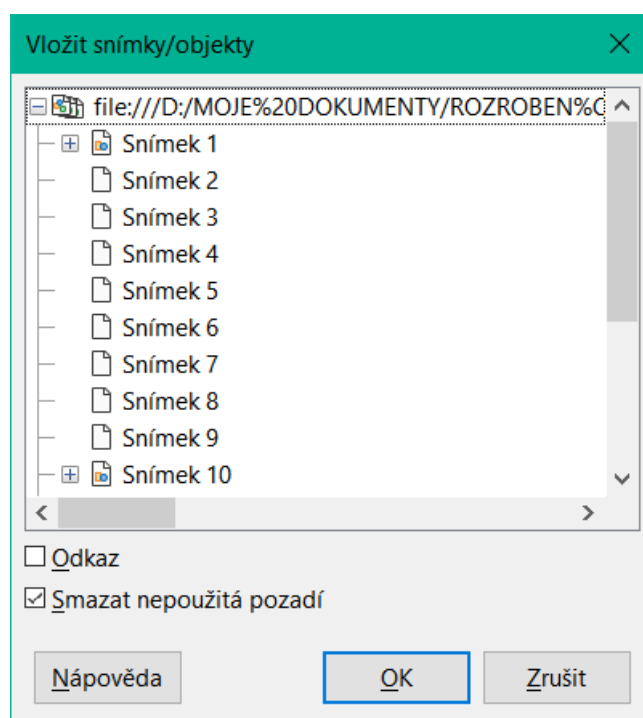 Vložit snímky/objekty
file:///D:/MOJE%20DOKUMENTY/ROZROBEN%C
Snímek 1
Snímek 2
Snímek 3
Snímek 4
Snímek 5
Snímek 6
Snímek 7
Snímek 8
Snímek 9
Snímek 10
Odkaz
Smazat nepoužitá pozadí
Nápověda OK Zrušit